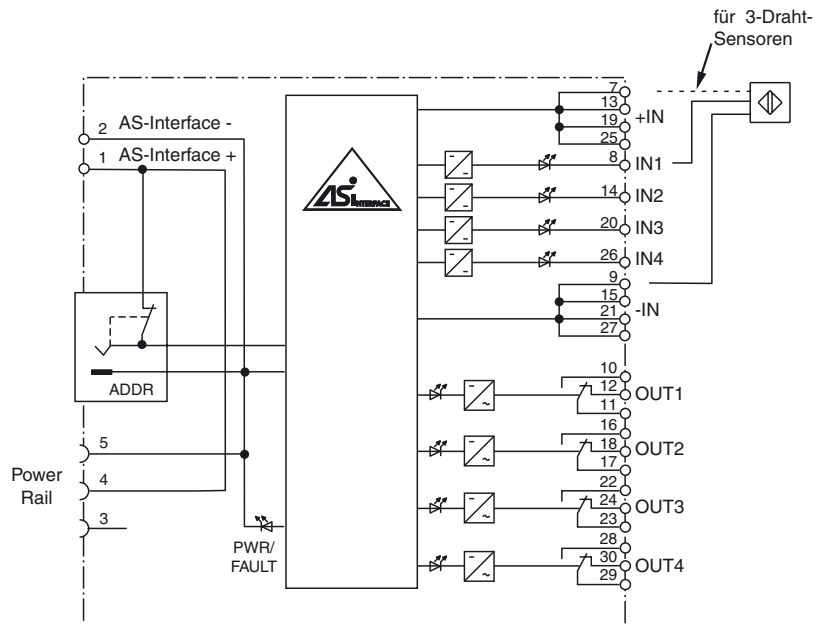 für 3-Draht-
Sensoren
7
13
19
+IN
25
8
IN1
14
IN2
20
IN3
26
IN4
9
15
21
-IN
27
2 AS-Interface -
1 AS-Interface +
ASi
INTERFACE
ADDR
10
12
OUT1
11
16
18
OUT2
17
22
24
OUT3
23
28
30
OUT4
29
5
4
3
Power
Rail
PWR/
FAULT